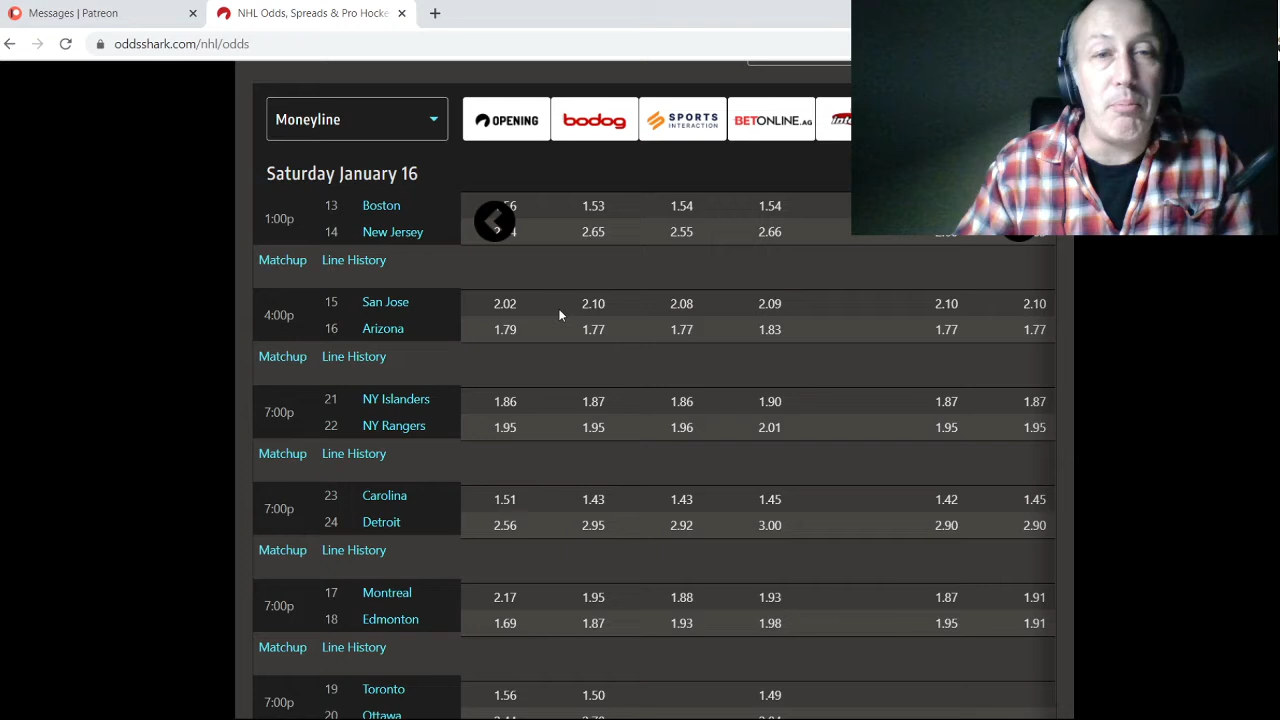 Messages | Patreon
NHL Odds, Spreads & Pro Hocke
oddsshark.com/nhl/odds
Moneyline OPENING bodog SPORTS INTERACTION BETONLINE.AG
Saturday January 16
1:00p
13 Boston 1.53 1.54 1.54
14 New Jersey 2.65 2.55 2.66
Matchup Line History
4:00p
15 San Jose 2.02 2.10 2.08 2.09 2.10 2.10
16 Arizona 1.79 1.77 1.77 1.83 1.77 1.77
Matchup Line History
7:00p
21 NY Islanders 1.86 1.87 1.86 1.90 1.87 1.87
22 NY Rangers 1.95 1.95 1.96 2.01 1.95 1.95
Matchup Line History
7:00p
23 Carolina 1.51 1.43 1.43 1.45 1.42 1.45
24 Detroit 2.56 2.95 2.92 3.00 2.90 2.90
Matchup Line History
7:00p
17 Montreal 2.17 1.95 1.88 1.93 1.87 1.91
18 Edmonton 1.69 1.87 1.93 1.98 1.95 1.91
Matchup Line History
7:00p
19 Toronto 1.56 1.50 1.49
20 Ottawa